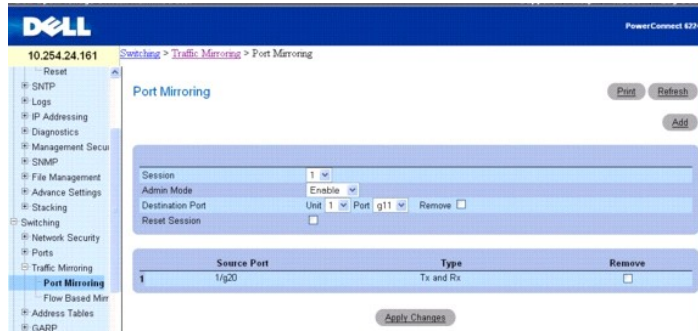 DELL
PowerConnect 622
10.254.24.161
Switching > Traffic Mirroring > Port Mirroring
Reset
SNTP
Logs
IP Addressing
Diagnostics
Management Secu
SNMP
File Management
Advance Settings
Stacking
Switching
Network Security
Ports
Traffic Mirroring
Port Mirroring
Flow Based Mirr
Address Tables
GARP
Port Mirroring
Print Refresh
Add
Session 1
Admin Mode Enable
Destination Port Unit 1 Port g11 Remove
Reset Session
Source Port Type Remove
1 1/g20 Tx and Rx
Apply Changes